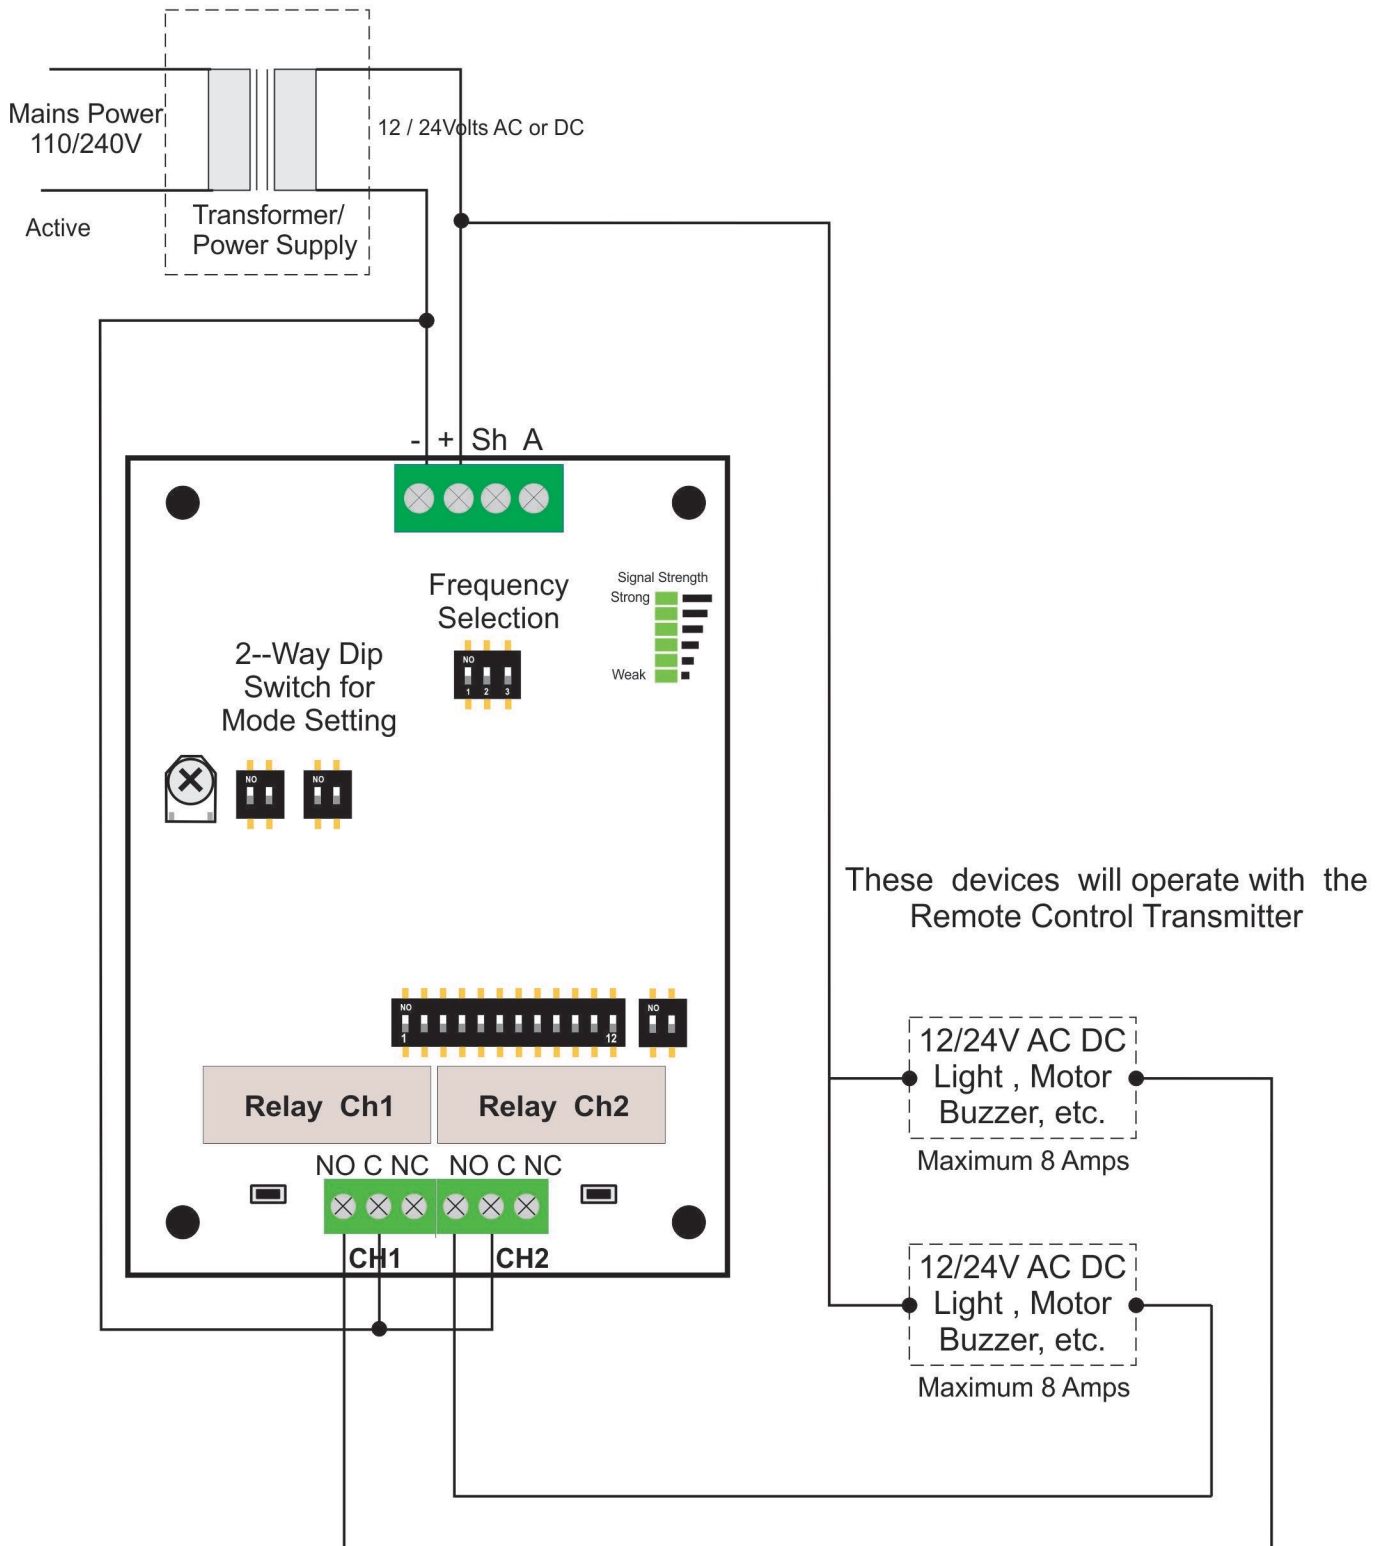 Mains Power
110/240V
Active
Transformer/
Power Supply
12 / 24Volts AC or DC
- + Sh A
Frequency
Selection
NO
1 2 3
Signal Strength
Strong
Weak
2--Way Dip
Switch for
Mode Setting
NO
NO
These devices will operate with the
Remote Control Transmitter
NO
1 12
NO
Relay Ch1
Relay Ch2
NO C NC
NO C NC
CH1
CH2
12/24V AC DC
Light , Motor
Buzzer, etc.
Maximum 8 Amps
12/24V AC DC
Light , Motor
Buzzer, etc.
Maximum 8 Amps